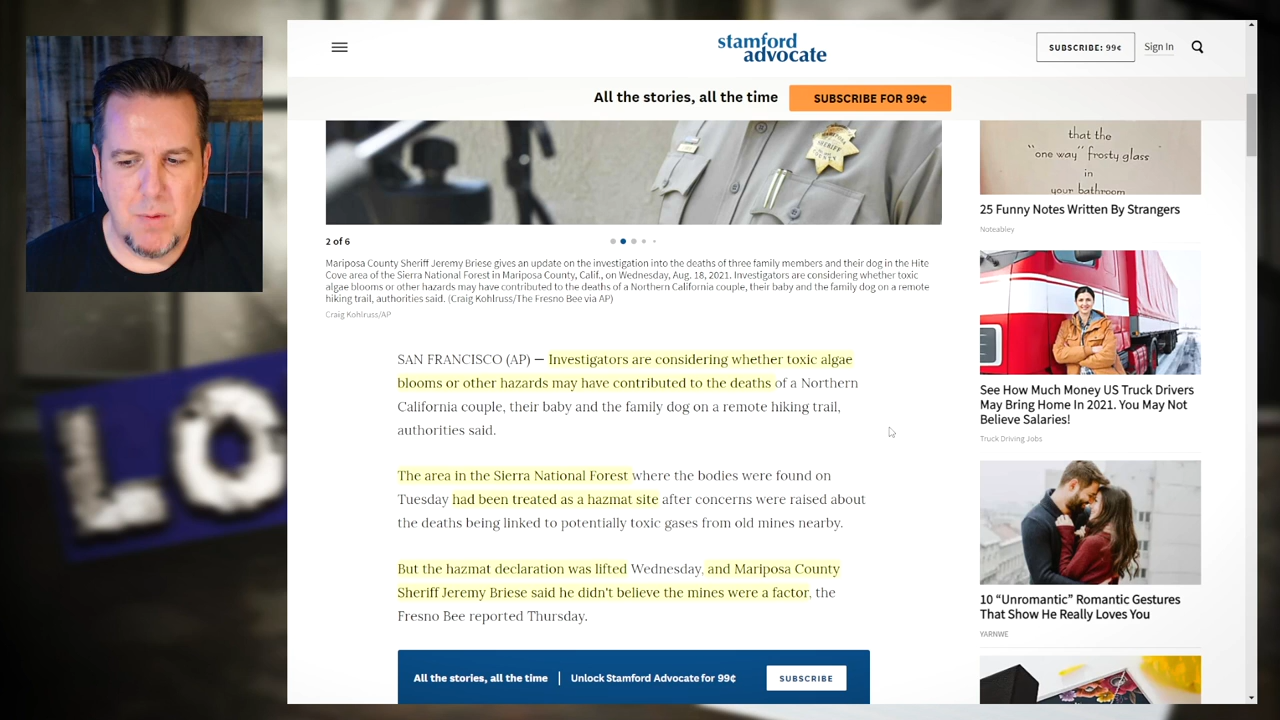 stamford
advocate
SUBSCRIBE: 99¢
Sign In
All the stories, all the time
SUBSCRIBE FOR 99¢
SHERIFF
2 of 6
Mariposa County Sheriff Jeremy Briese gives an update on the investigation into the deaths of three family members and their dog in the Hite
Cove area of the Sierra National Forest in Mariposa County, Calif., on Wednesday, Aug. 18, 2021. Investigators are considering whether toxic
algae blooms or other hazards may have contributed to the deaths of a Northern California couple, their baby and the family dog on a remote
hiking trail, authorities said. (Craig Kohlruss/The Fresno Bee via AP)
Craig Kohlruss/AP
SAN FRANCISCO (AP) — Investigators are considering whether toxic algae
blooms or other hazards may have contributed to the deaths of a Northern
California couple, their baby and the family dog on a remote hiking trail,
authorities said.
The area in the Sierra National Forest where the bodies were found on
Tuesday had been treated as a hazmat site after concerns were raised about
the deaths being linked to potentially toxic gases from old mines nearby.
But the hazmat declaration was lifted Wednesday, and Mariposa County
Sheriff Jeremy Briese said he didn't believe the mines were a factor, the
Fresno Bee reported Thursday.
All the stories, all the time | Unlock Stamford Advocate for 99¢
SUBSCRIBE
that the
"one way" frosty glass
in
your bathroom
25 Funny Notes Written By Strangers
Noteabley
See How Much Money US Truck Drivers
May Bring Home In 2021. You May Not
Believe Salaries!
Truck Driving Jobs
10 “Unromantic” Romantic Gestures
That Show He Really Loves You
YARNWE
LO